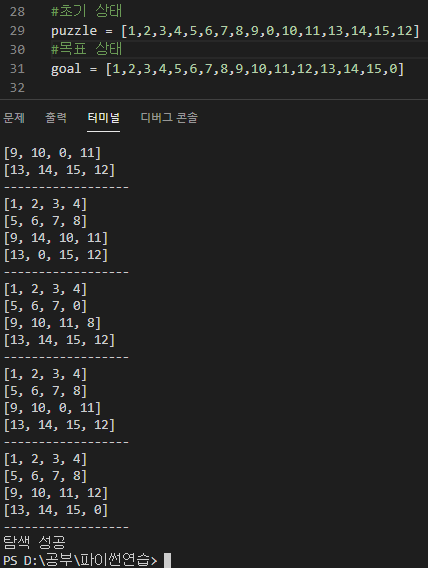 28 #초기 상태
29 puzzle = [1,2,3,4,5,6,7,8,9,0,10,11,13,14,15,12]
30 #목표 상태
31 goal = [1,2,3,4,5,6,7,8,9,10,11,12,13,14,15,0]
32
문제 출력 터미널 디버그 콘솔
[9, 10, 0, 11]
[13, 14, 15, 12]
------------------
[1, 2, 3, 4]
[5, 6, 7, 8]
[9, 14, 10, 11]
[13, 0, 15, 12]
------------------
[1, 2, 3, 4]
[5, 6, 7, 0]
[9, 10, 11, 8]
[13, 14, 15, 12]
------------------
[1, 2, 3, 4]
[5, 6, 7, 8]
[9, 10, 0, 11]
[13, 14, 15, 12]
------------------
[1, 2, 3, 4]
[5, 6, 7, 8]
[9, 10, 11, 12]
[13, 14, 15, 0]
------------------
탐색 성공
PS D:\공부\파이썬연습>